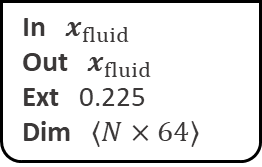 In x_fluid
Out x_fluid
Ext 0.225
Dim ⟨N × 64⟩